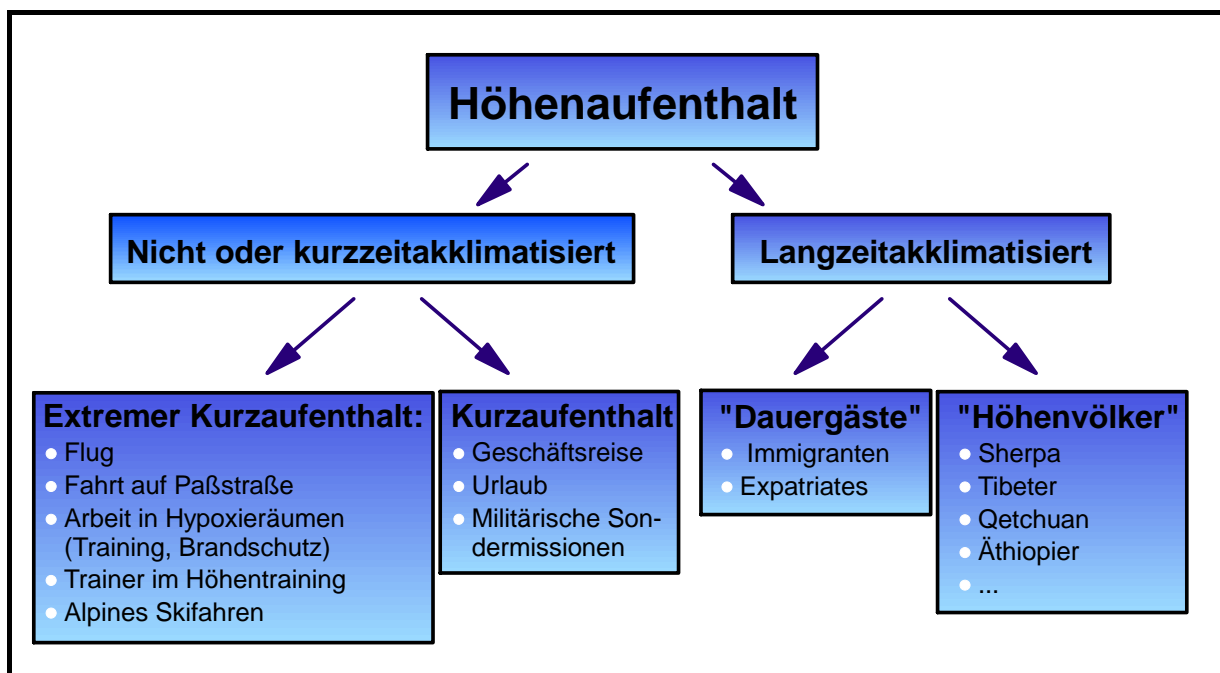 Höhenaufenthalt
Nicht oder kurzzeitakklimatisiert
Langzeitakklimatisiert
Extremer Kurzaufenthalt:
Flug
Fahrt auf Paßstraße
Arbeit in Hypoxieräumen
(Training, Brandschutz)
Trainer im Höhentraining
Alpines Skifahren
Kurzaufenthalt
Geschäftsreise
Urlaub
Militärische Son-
dermissionen
"Dauergäste"
Immigranten
Expatriates
"Höhenvölker"
Sherpa
Tibeter
Qetchuan
Äthiopier
...